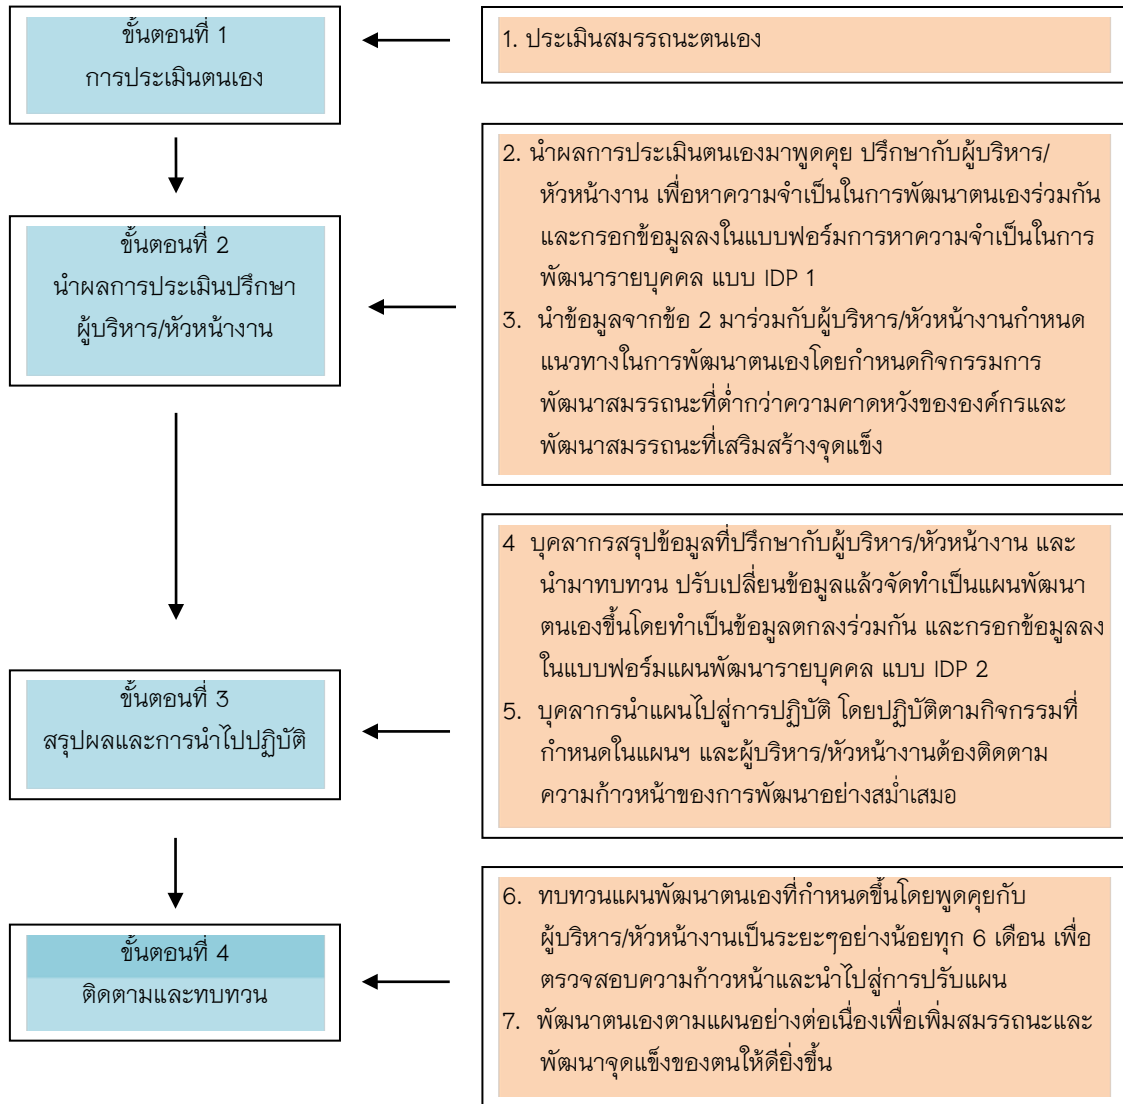 ขั้นตอนที่ 1
การประเมินตนเอง
1. ประเมินสมรรถนะตนเอง
ขั้นตอนที่ 2
นำผลการประเมินปรึกษา
ผู้บริหาร/หัวหน้างาน
2. นำผลการประเมินตนเองมาพูดคุย ปรึกษากับผู้บริหาร/
หัวหน้างาน เพื่อหาความจำเป็นในการพัฒนาตนเองร่วมกัน
และกรอกข้อมูลลงในแบบฟอร์มการหาความจำเป็นในการ
พัฒนารายบุคคล แบบ IDP 1
3. นำข้อมูลจากข้อ 2 มาร่วมกับผู้บริหาร/หัวหน้างานกำหนด
แนวทางในการพัฒนาตนเองโดยกำหนดกิจกรรมการ
พัฒนาสมรรถนะที่ต่ำกว่าความคาดหวังขององค์กรและ
พัฒนาสมรรถนะที่เสริมสร้างจุดแข็ง
ขั้นตอนที่ 3
สรุปผลและการนำไปปฏิบัติ
4 บุคลากรสรุปข้อมูลที่ปรึกษากับผู้บริหาร/หัวหน้างาน และ
นำมาทบทวน ปรับเปลี่ยนข้อมูลแล้วจัดทำเป็นแผนพัฒนา
ตนเองขึ้นโดยทำเป็นข้อมูลตกลงร่วมกัน และกรอกข้อมูลลง
ในแบบฟอร์มแผนพัฒนารายบุคคล แบบ IDP 2
5. บุคลากรนำแผนไปสู่การปฏิบัติ โดยปฏิบัติตามกิจกรรมที่
กำหนดในแผนฯ และผู้บริหาร/หัวหน้างานต้องติดตาม
ความก้าวหน้าของการพัฒนาอย่างสม่ำเสมอ
ขั้นตอนที่ 4
ติดตามและทบทวน
6. ทบทวนแผนพัฒนาตนเองที่กำหนดขึ้นโดยพูดคุยกับ
ผู้บริหาร/หัวหน้างานเป็นระยะๆอย่างน้อยทุก 6 เดือน เพื่อ
ตรวจสอบความก้าวหน้าและนำไปสู่การปรับแผน
7. พัฒนาตนเองตามแผนอย่างต่อเนื่องเพื่อเพิ่มสมรรถนะและ
พัฒนาจุดแข็งของตนให้ดียิ่งขึ้น